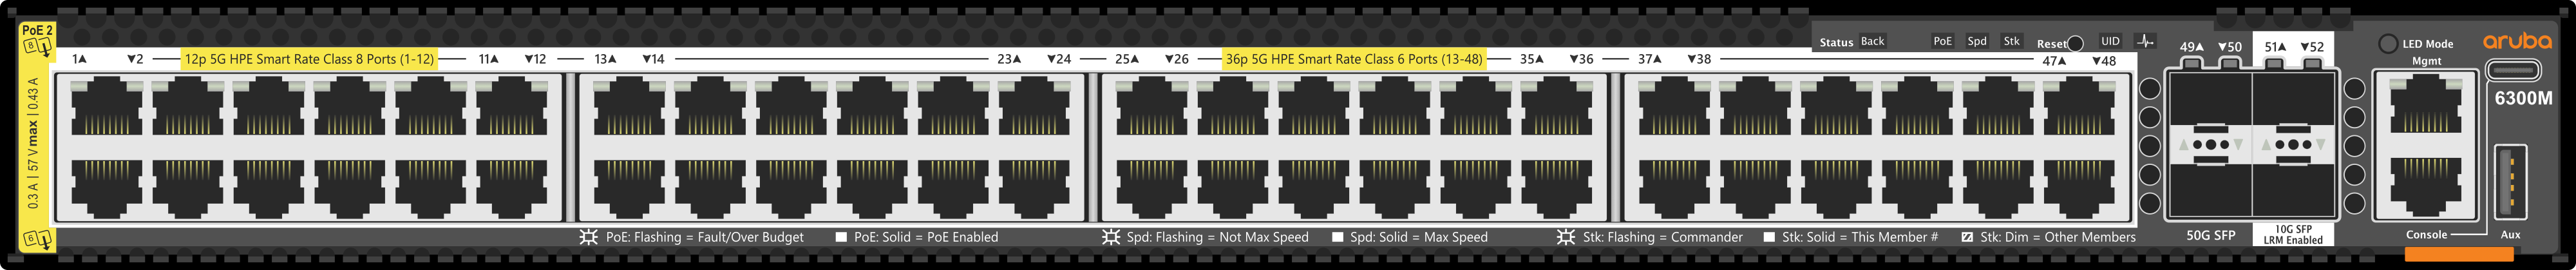 PoE 2
8
0.3 A | 57 V max | 0.43 A
6
1▲ ▼2 12p 5G HPE Smart Rate Class 8 Ports (1-12) 11▲ ▼12 13▲ ▼14 23▲ ▼24 25▲ ▼26 36p 5G HPE Smart Rate Class 6 Ports (13-48) 35▲ ▼36 37▲ ▼38 47▲ ▼48
Status Back PoE Spd Stk Reset UID
49▲ ▼50 51▲ ▼52
LED Mode
Mgmt
aruba
6300M
PoE: Flashing = Fault/Over Budget PoE: Solid = PoE Enabled Spd: Flashing = Not Max Speed Spd: Solid = Max Speed Stk: Flashing = Commander Stk: Solid = This Member # Stk: Dim = Other Members
50G SFP
10G SFP
LRM Enabled
Console
Aux